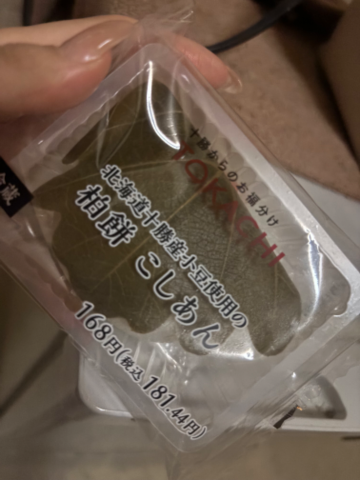 十勝からのお福分け
TOKACHI
北海道十勝産小豆使用の
柏餅 こしあん
168円(税込181.44円)